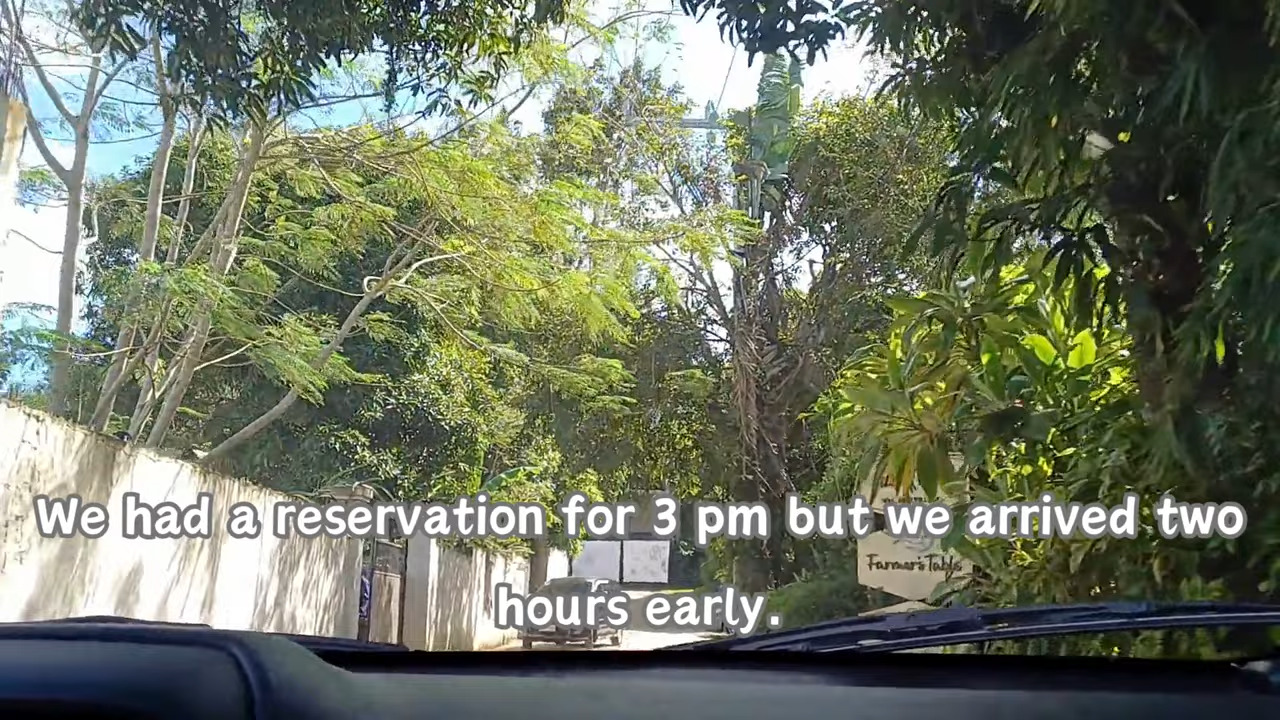 We had a reservation for 3 pm but we arrived two
hours early.
Farmer's Table